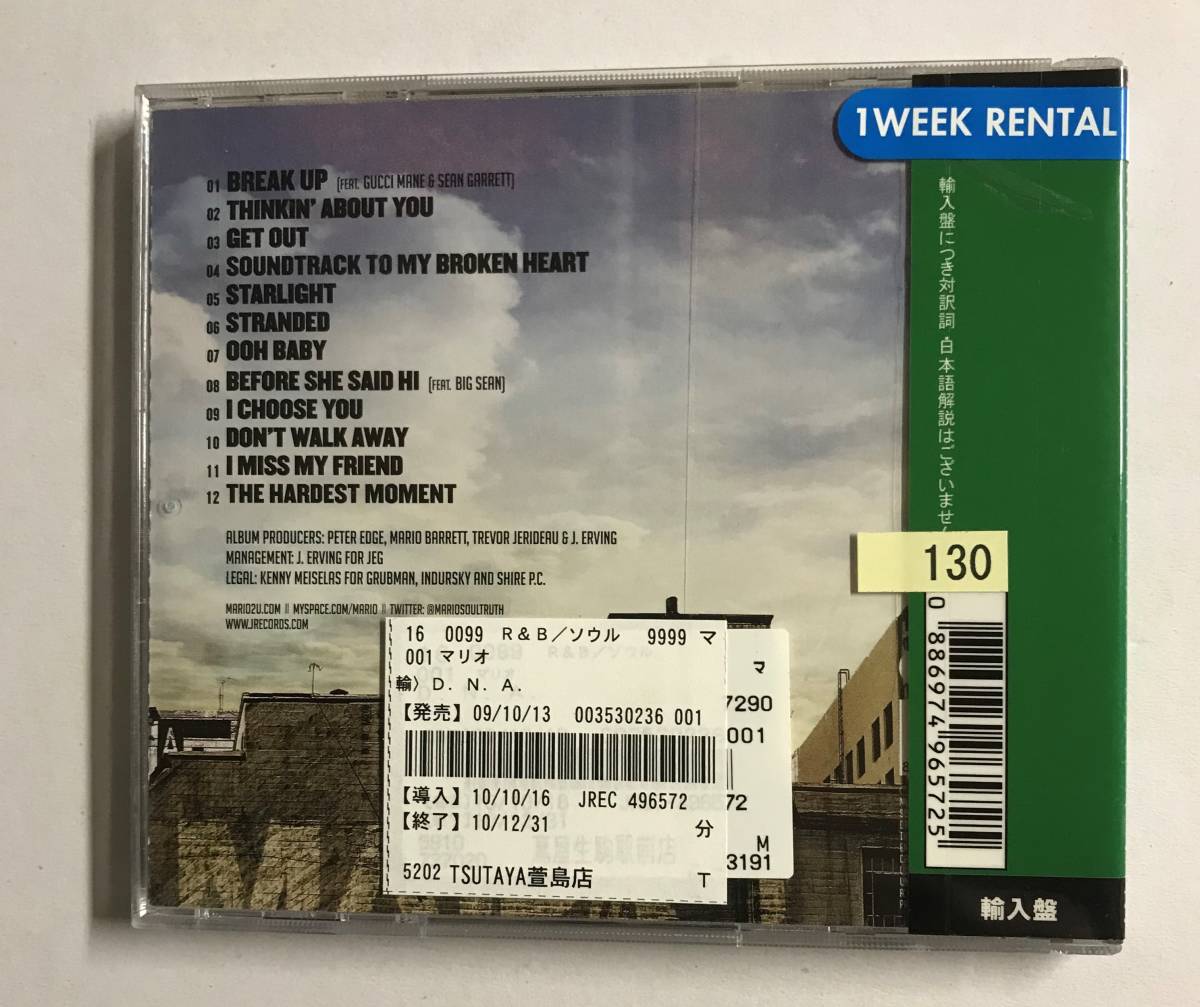 1 WEEK RENTAL
01 BREAK UP (FEAT. GUCCI MANE & SEAN GARRETT)
02 THINKIN' ABOUT YOU
03 GET OUT
04 SOUNDTRACK TO MY BROKEN HEART
05 STARLIGHT
06 STRANDED
07 OOH BABY
08 BEFORE SHE SAID HI (FEAT. BIG SEAN)
09 I CHOOSE YOU
10 DON'T WALK AWAY
11 I MISS MY FRIEND
12 THE HARDEST MOMENT
ALBUM PRODUCERS: PETER EDGE, MARIO BARRETT, TREVOR JERIDEAU & J. ERVING
MANAGEMENT: J. ERVING FOR JEG
LEGAL: KENNY MEISELAS FOR GRUBMAN, INDURSKY AND SHIRE P.C.
MARIO2U.COM || MYSPACE.COM/MARIO || TWITTER: @MARIOSOULTRUTH
WWW.JRECORDS.COM
輸入盤につき対訳詞・日本語解説はございません
130
0 886974 965725
輸入盤
16 0099 R&B/ソウル 9999 マ
001 マリオ
輸〉D. N. A.
【発売】09/10/13 003530236 001
【導入】10/10/16 JREC 496572
【終了】10/12/31 分
5202 TSUTAYA萱島店 T
マ
7290
001
72
M
3191